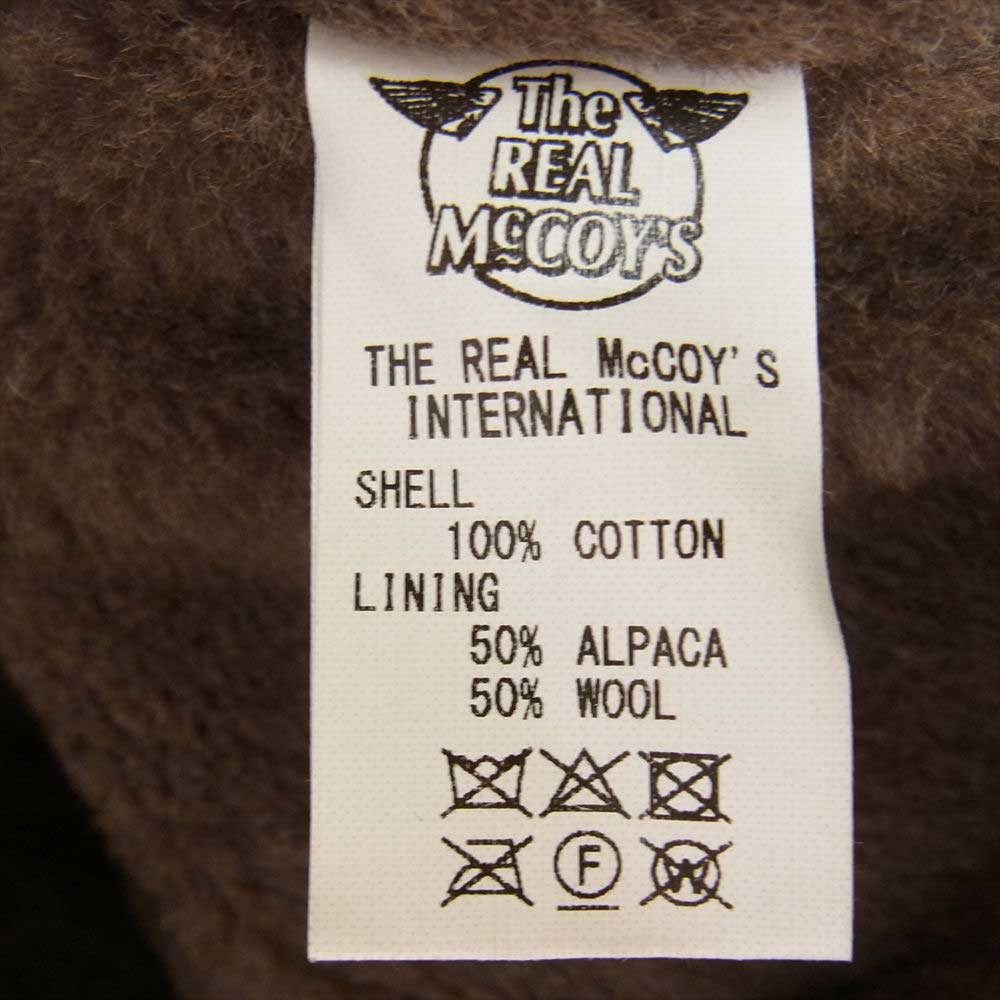 The
REAL
McCOY'S
THE REAL McCOY'S
INTERNATIONAL
SHELL
100% COTTON
LINING
50% ALPACA
50% WOOL
F W